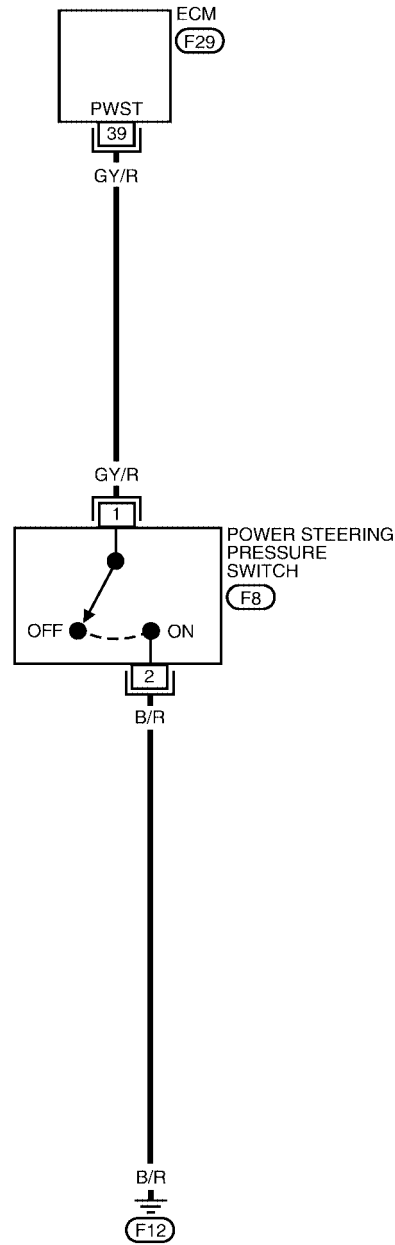 ECM
F29
PWST
39
GY/R
GY/R
1
POWER STEERING
PRESSURE
SWITCH
F8
OFF
ON
2
B/R
B/R
F12